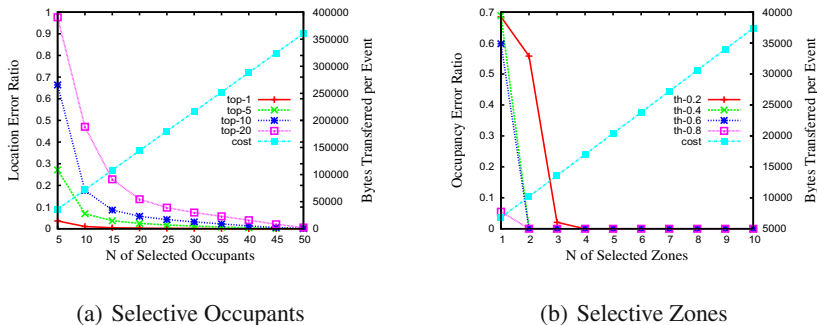 1
0.9
0.8
0.7
0.6
0.5
0.4
0.3
0.2
0.1
0
Location Error Ratio
5 10 15 20 25 30 35 40 45 50
N of Selected Occupants
400000
350000
300000
250000
200000
150000
100000
50000
0
Bytes Transferred per Event
top-1
top-5
top-10
top-20
cost
(a) Selective Occupants
0.7
0.6
0.5
0.4
0.3
0.2
0.1
0
Occupancy Error Ratio
1 2 3 4 5 6 7 8 9 10
N of Selected Zones
40000
35000
30000
25000
20000
15000
10000
5000
Bytes Transferred per Event
th-0.2
th-0.4
th-0.6
th-0.8
cost
(b) Selective Zones